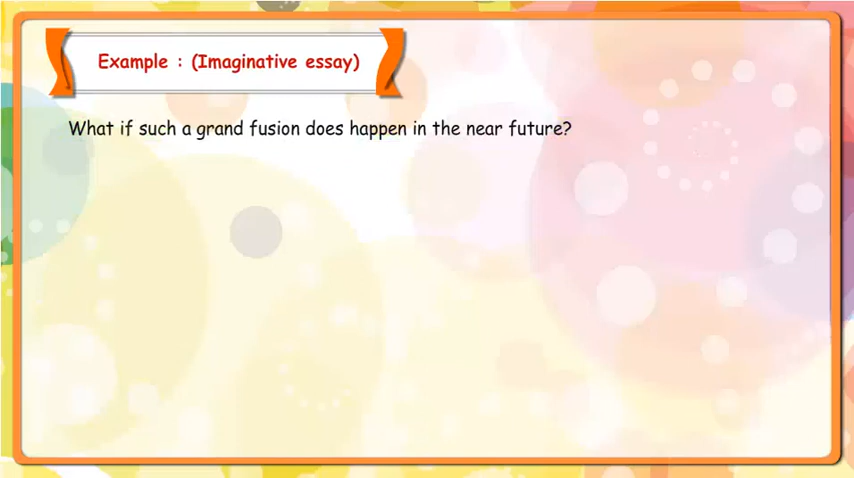 Example : (Imaginative essay)
What if such a grand fusion does happen in the near future?